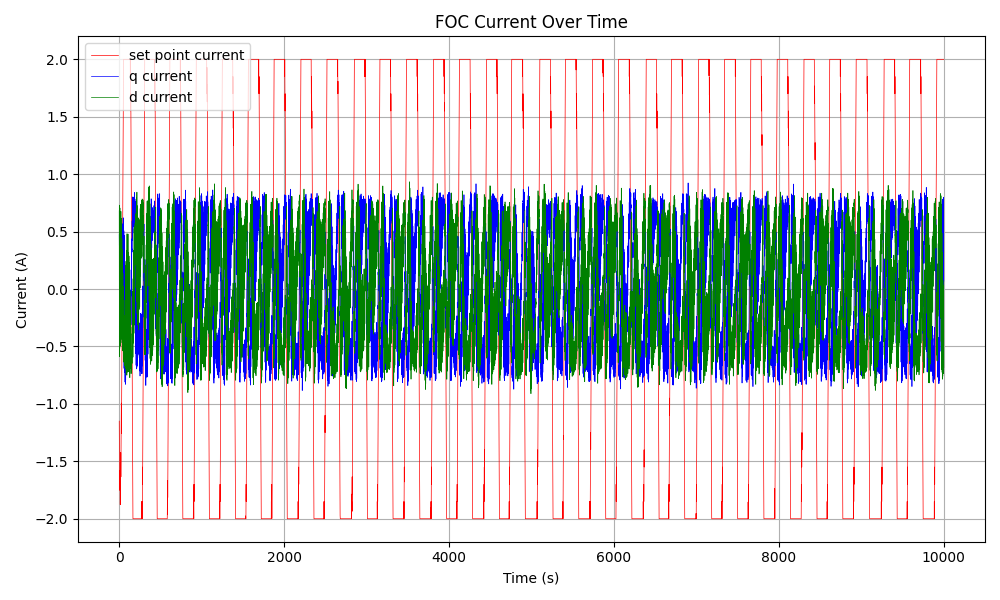 FOC Current Over Time
set point current
q current
d current
Current (A)
2.0
1.5
1.0
0.5
0.0
−0.5
−1.0
−1.5
−2.0
0
2000
4000
6000
8000
10000
Time (s)